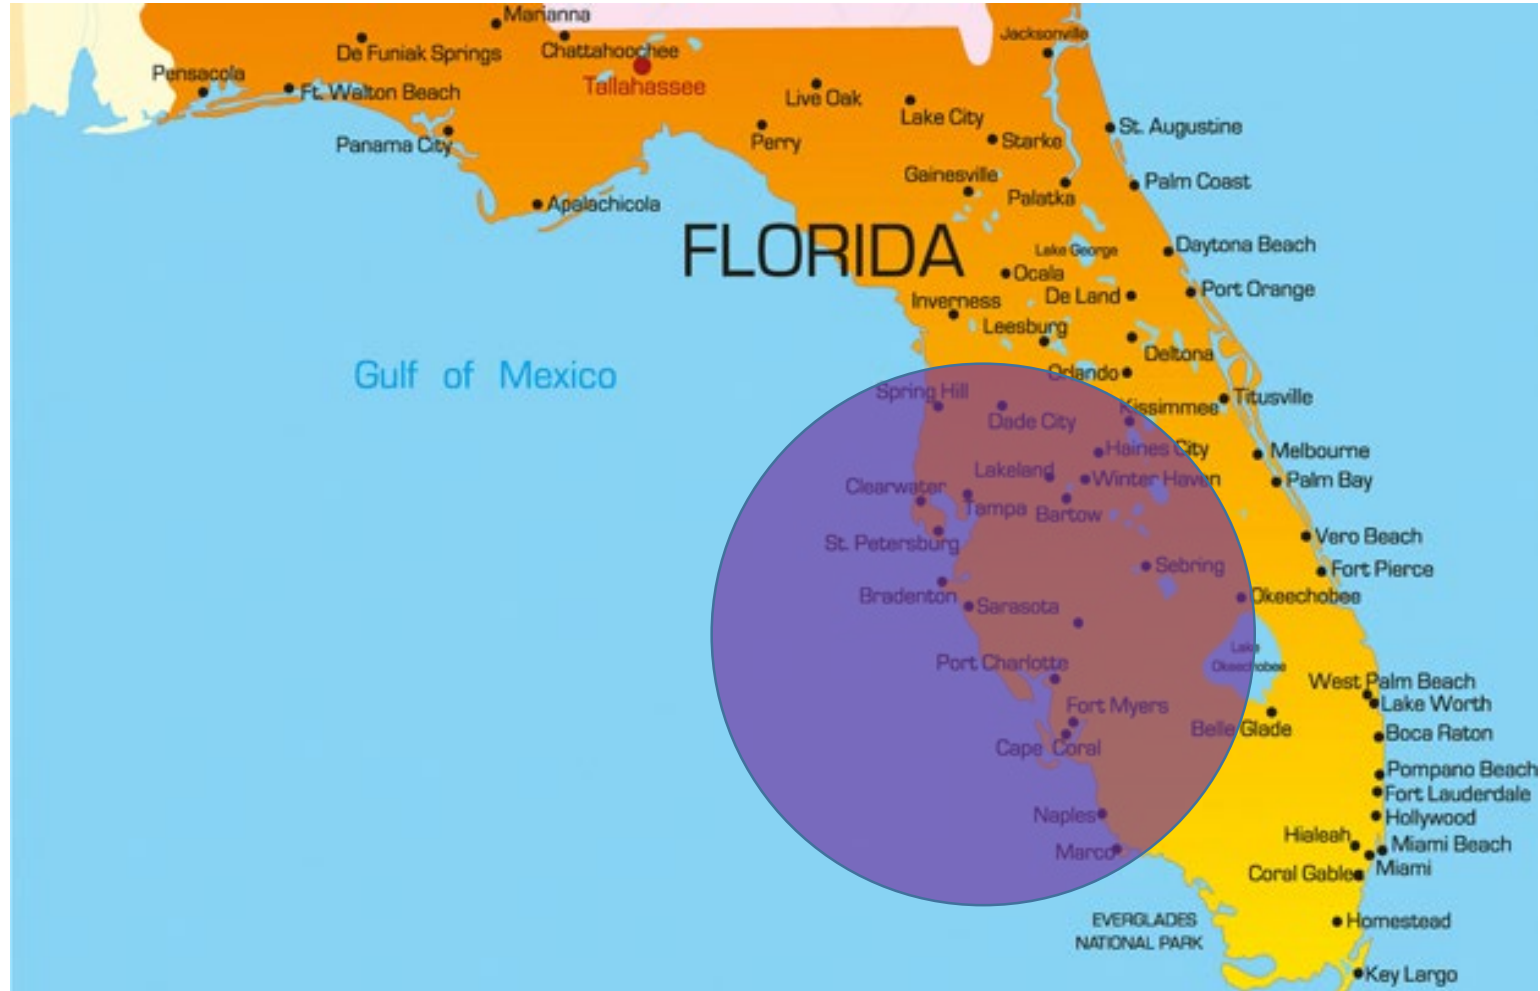 Marianna
De Funiak Springs
Chattahoochee
Jacksonville
Pensacola
Tallahassee
Ft. Walton Beach
Live Oak
Lake City
St. Augustine
Panama City
Perry
Starke
Gainesville
Palm Coast
Palatka
Apalachicola
FLORIDA
Daytona Beach
Lake George
Ocala
Port Orange
De Land
Inverness
Leesburg
Deltona
Gulf of Mexico
Orlando
Spring Hill
Titusville
Kissimmee
Dade City
Haines City
Melbourne
Lakeland
Winter Haven
Palm Bay
Clearwater
Tampa
Bartow
Vero Beach
St. Petersburg
Sebring
Fort Pierce
Bradenton
Okeechobee
Sarasota
Lake
Okeechobee
Port Charlotte
West Palm Beach
Lake Worth
Fort Myers
Belle Glade
Boca Raton
Cape Coral
Pompano Beach
Fort Lauderdale
Naples
Hollywood
Hialeah
Miami Beach
Marco
Miami
Coral Gable
EVERGLADES
NATIONAL PARK
Homestead
Key Largo